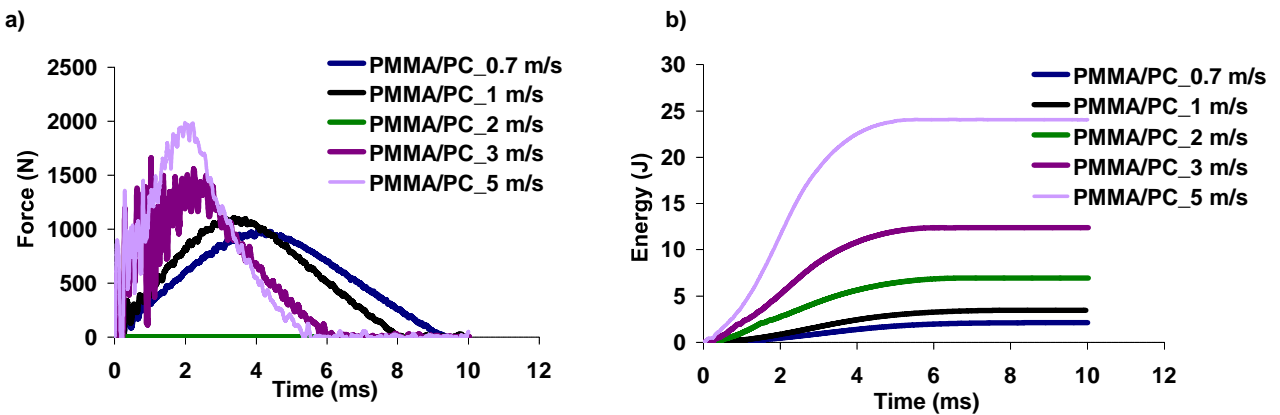 a)
2500
2000
1500
1000
500
0
Force (N)
0 2 4 6 8 10 12
Time (ms)
PMMA/PC_0.7 m/s
PMMA/PC_1 m/s
PMMA/PC_2 m/s
PMMA/PC_3 m/s
PMMA/PC_5 m/s
b)
30
25
20
15
10
5
0
Energy (J)
0 2 4 6 8 10 12
Time (ms)
PMMA/PC_0.7 m/s
PMMA/PC_1 m/s
PMMA/PC_2 m/s
PMMA/PC_3 m/s
PMMA/PC_5 m/s